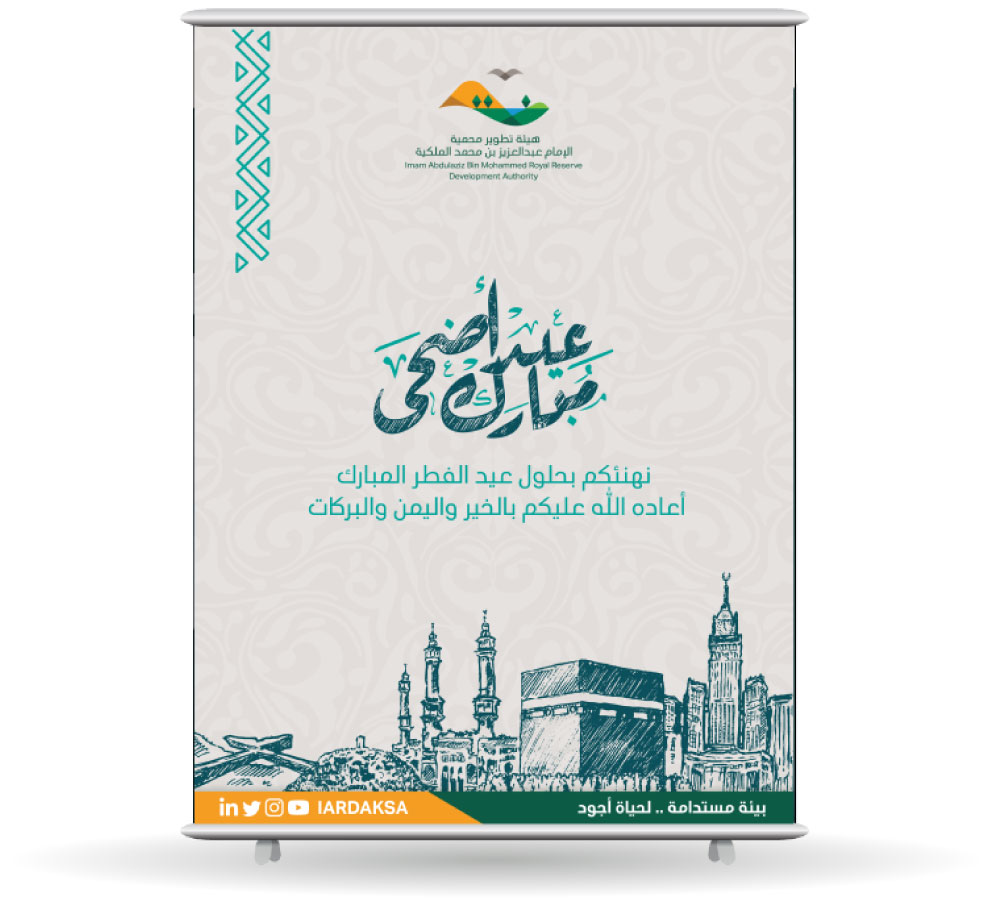 هيئة تطوير محمية
الإمام عبدالعزيز بن محمد الملكية
Imam Abdulaziz Bin Mohammed Royal Reserve
Development Authority
عيد أضحى
مبارك
نهنئكم بحلول عيد الفطر المبارك
أعاده الله عليكم بالخير واليمن والبركات
IARDAKSA
بيئة مستدامة .. لحياة أجود